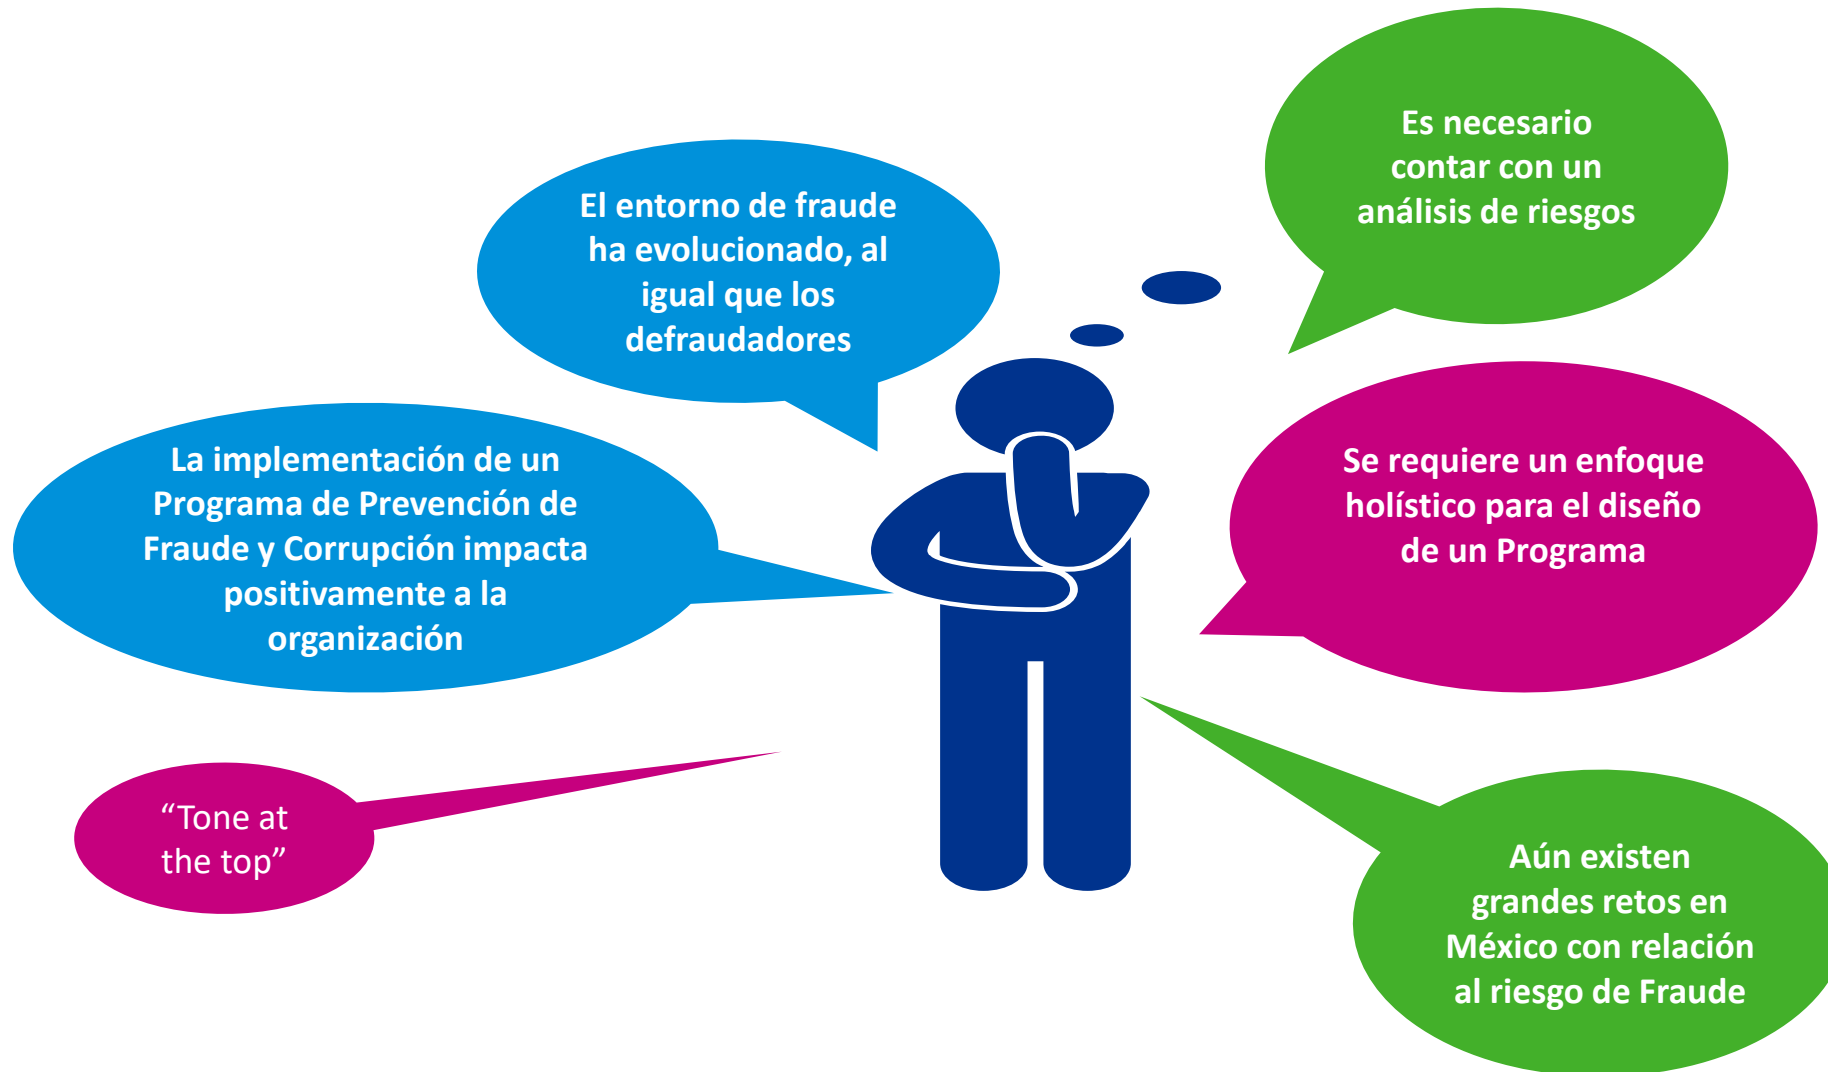 El entorno de fraude
ha evolucionado, al
igual que los
defraudadores
Es necesario
contar con un
análisis de riesgos
La implementación de un
Programa de Prevención de
Fraude y Corrupción impacta
positivamente a la
organización
Se requiere un enfoque
holístico para el diseño
de un Programa
“Tone at
the top”
Aún existen
grandes retos en
México con relación
al riesgo de Fraude